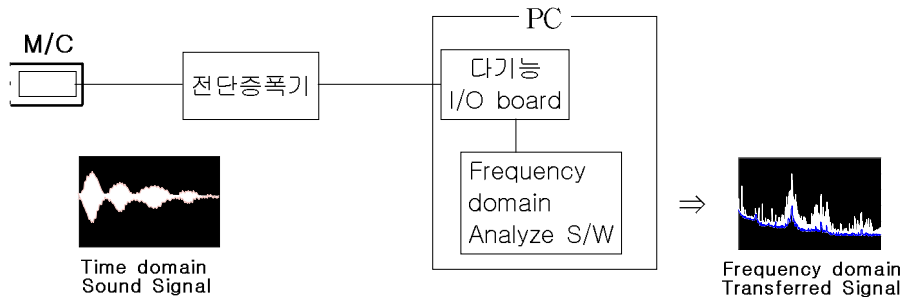 M/C
전단증폭기
PC
다기능
I/O board
Frequency
domain
Analyze S/W
⇒
Time domain
Sound Signal
Frequency domain
Transferred Signal